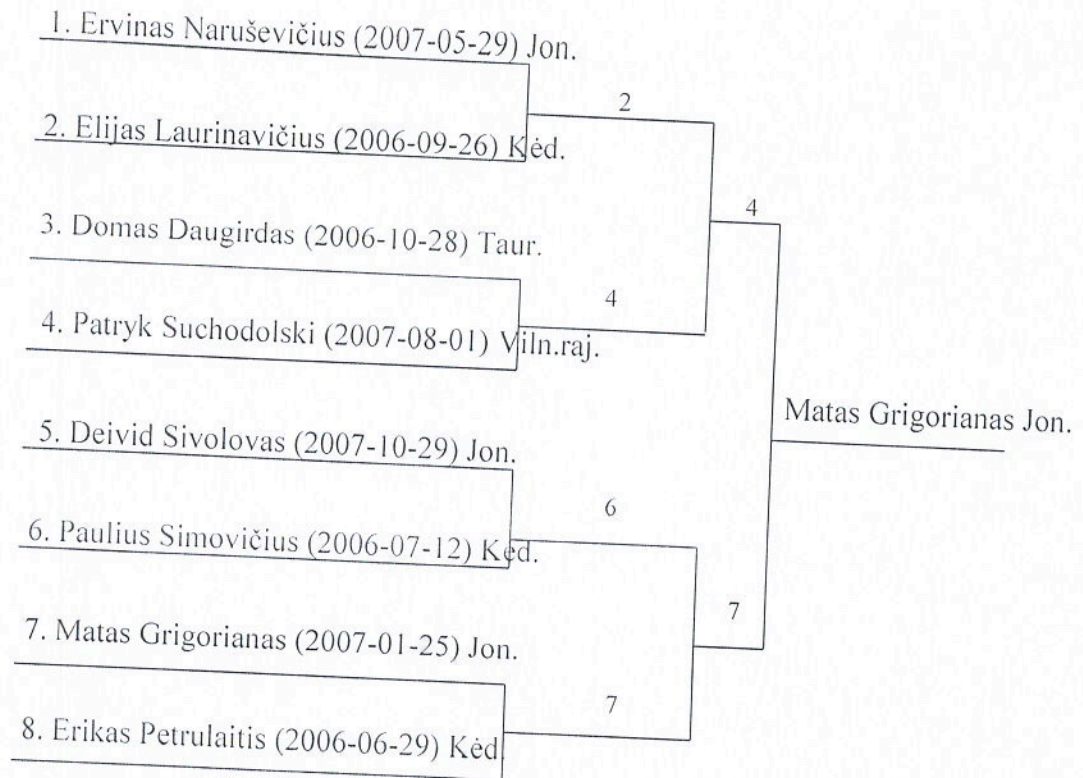 1. Ervinas Naruševičius (2007-05-29) Jon.
2
2. Elijas Laurinavičius (2006-09-26) Kėd.
4
3. Domas Daugirdas (2006-10-28) Taur.
4
4. Patryk Suchodolski (2007-08-01) Viln.raj.
Matas Grigorianas Jon.
5. Deivid Sivolovas (2007-10-29) Jon.
6
6. Paulius Simovičius (2006-07-12) Kėd.
7
7. Matas Grigorianas (2007-01-25) Jon.
7
8. Erikas Petrulaitis (2006-06-29) Kėd